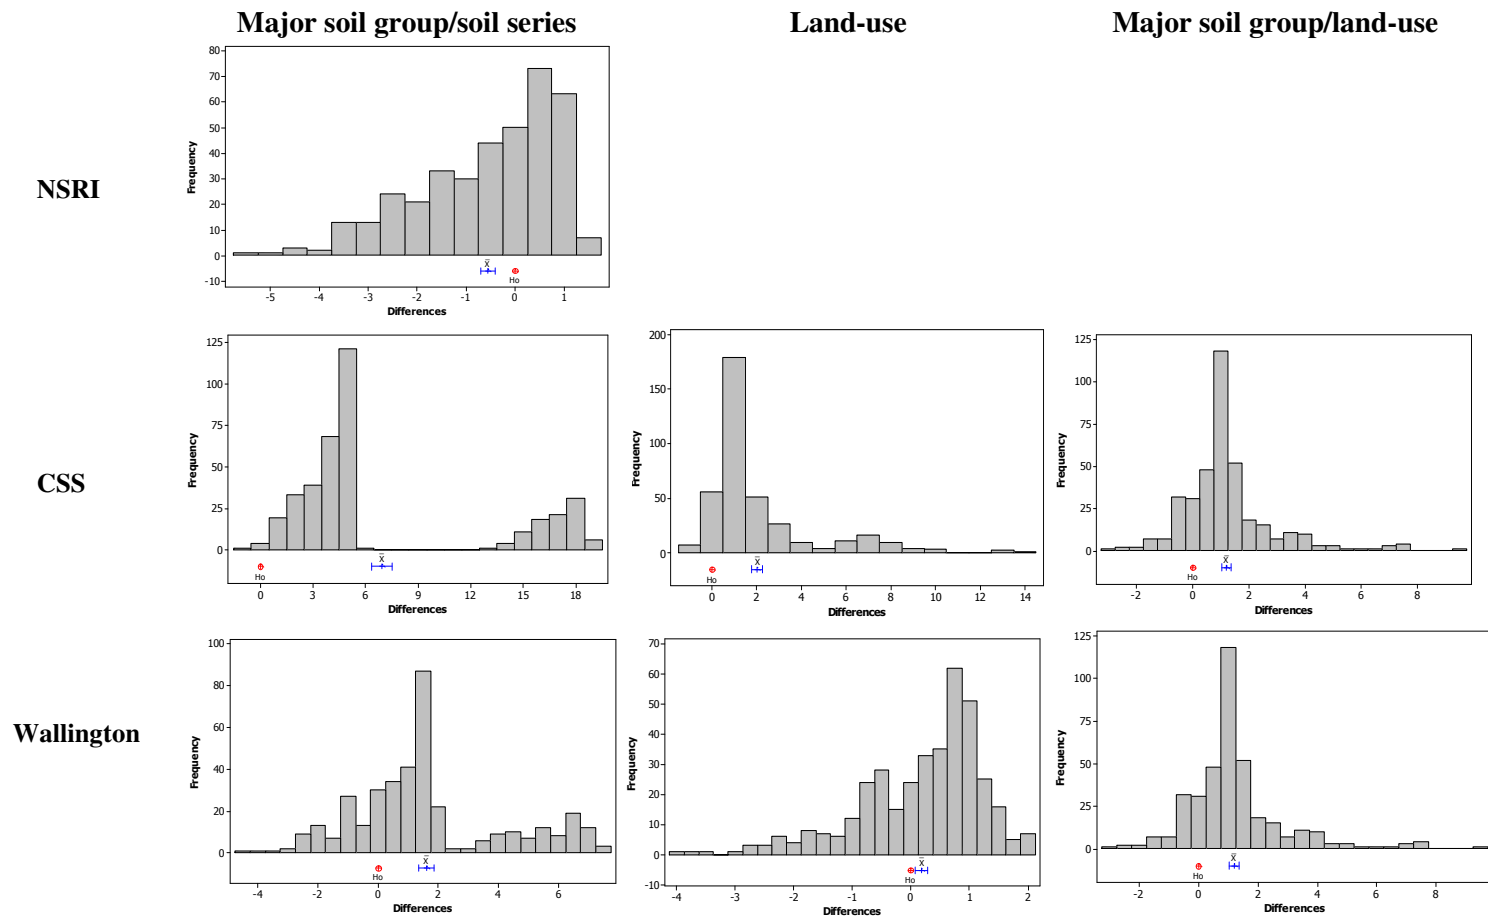 Major soil group/soil series
Land-use
Major soil group/land-use
NSRI
Frequency
80
70
60
50
40
30
20
10
0
-10
X̄
Ho
-5 -4 -3 -2 -1 0 1
Differences
CSS
Frequency
125
100
75
50
25
0
X̄
Ho
0 3 6 9 12 15 18
Differences
Frequency
200
150
100
50
0
X̄
Ho
0 2 4 6 8 10 12 14
Differences
Frequency
125
100
75
50
25
0
X̄
Ho
-2 0 2 4 6 8
Differences
Wallington
Frequency
100
80
60
40
20
0
X̄
Ho
-4 -2 0 2 4 6
Differences
Frequency
70
60
50
40
30
20
10
0
-10
X̄
Ho
-4 -3 -2 -1 0 1 2
Differences
Frequency
125
100
75
50
25
0
X̄
Ho
-2 0 2 4 6 8
Differences